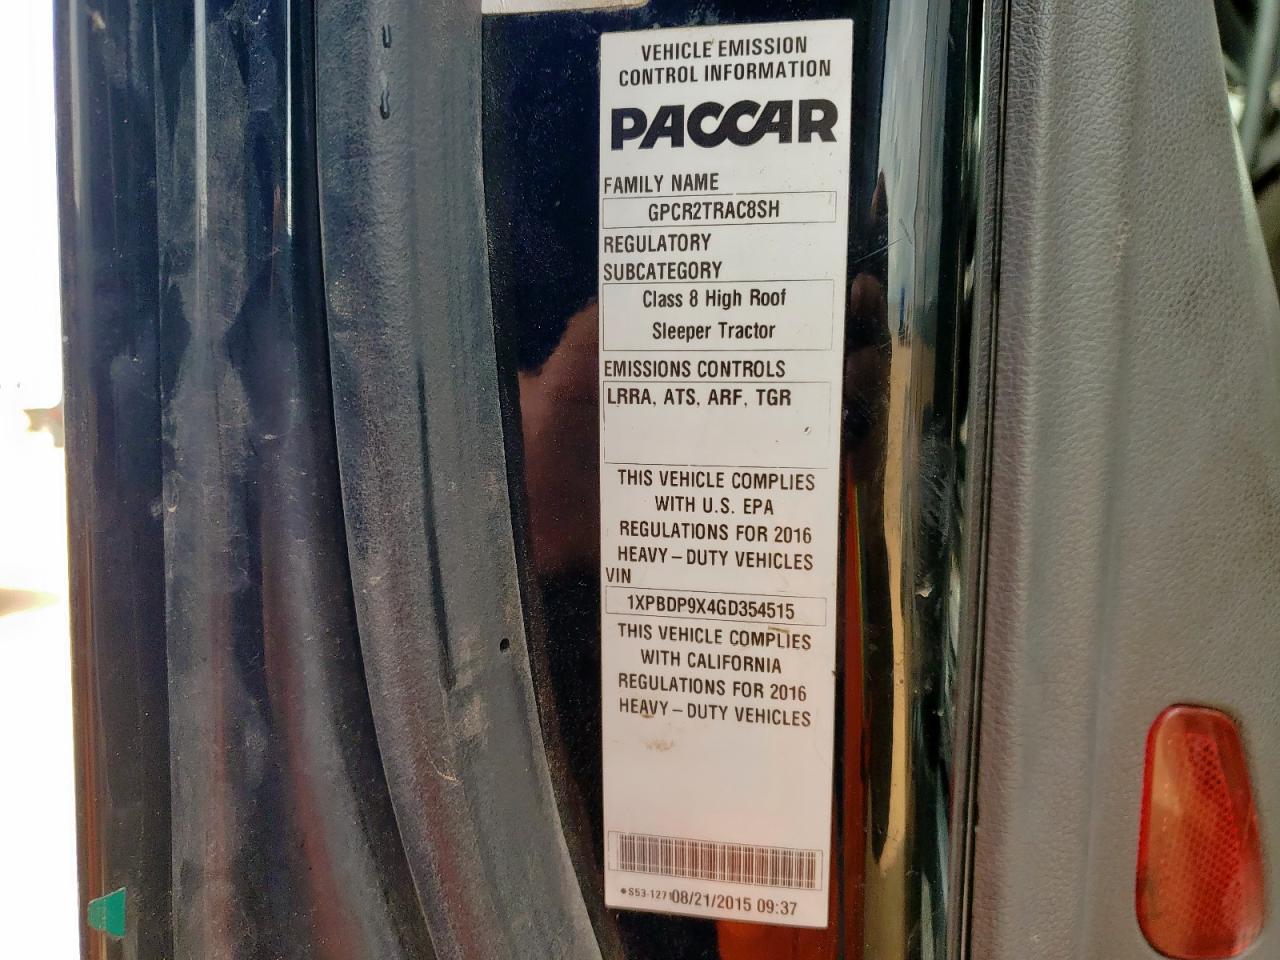 VEHICLE EMISSION
CONTROL INFORMATION
PACCAR
FAMILY NAME
GPCR2TRAC8SH
REGULATORY
SUBCATEGORY
Class 8 High Roof
Sleeper Tractor
EMISSIONS CONTROLS
LRRA, ATS, ARF, TGR
THIS VEHICLE COMPLIES
WITH U.S. EPA
REGULATIONS FOR 2016
HEAVY-DUTY VEHICLES
VIN
1XPBDP9X4GD354515
THIS VEHICLE COMPLIES
WITH CALIFORNIA
REGULATIONS FOR 2016
HEAVY-DUTY VEHICLES
08/21/2015 09:37